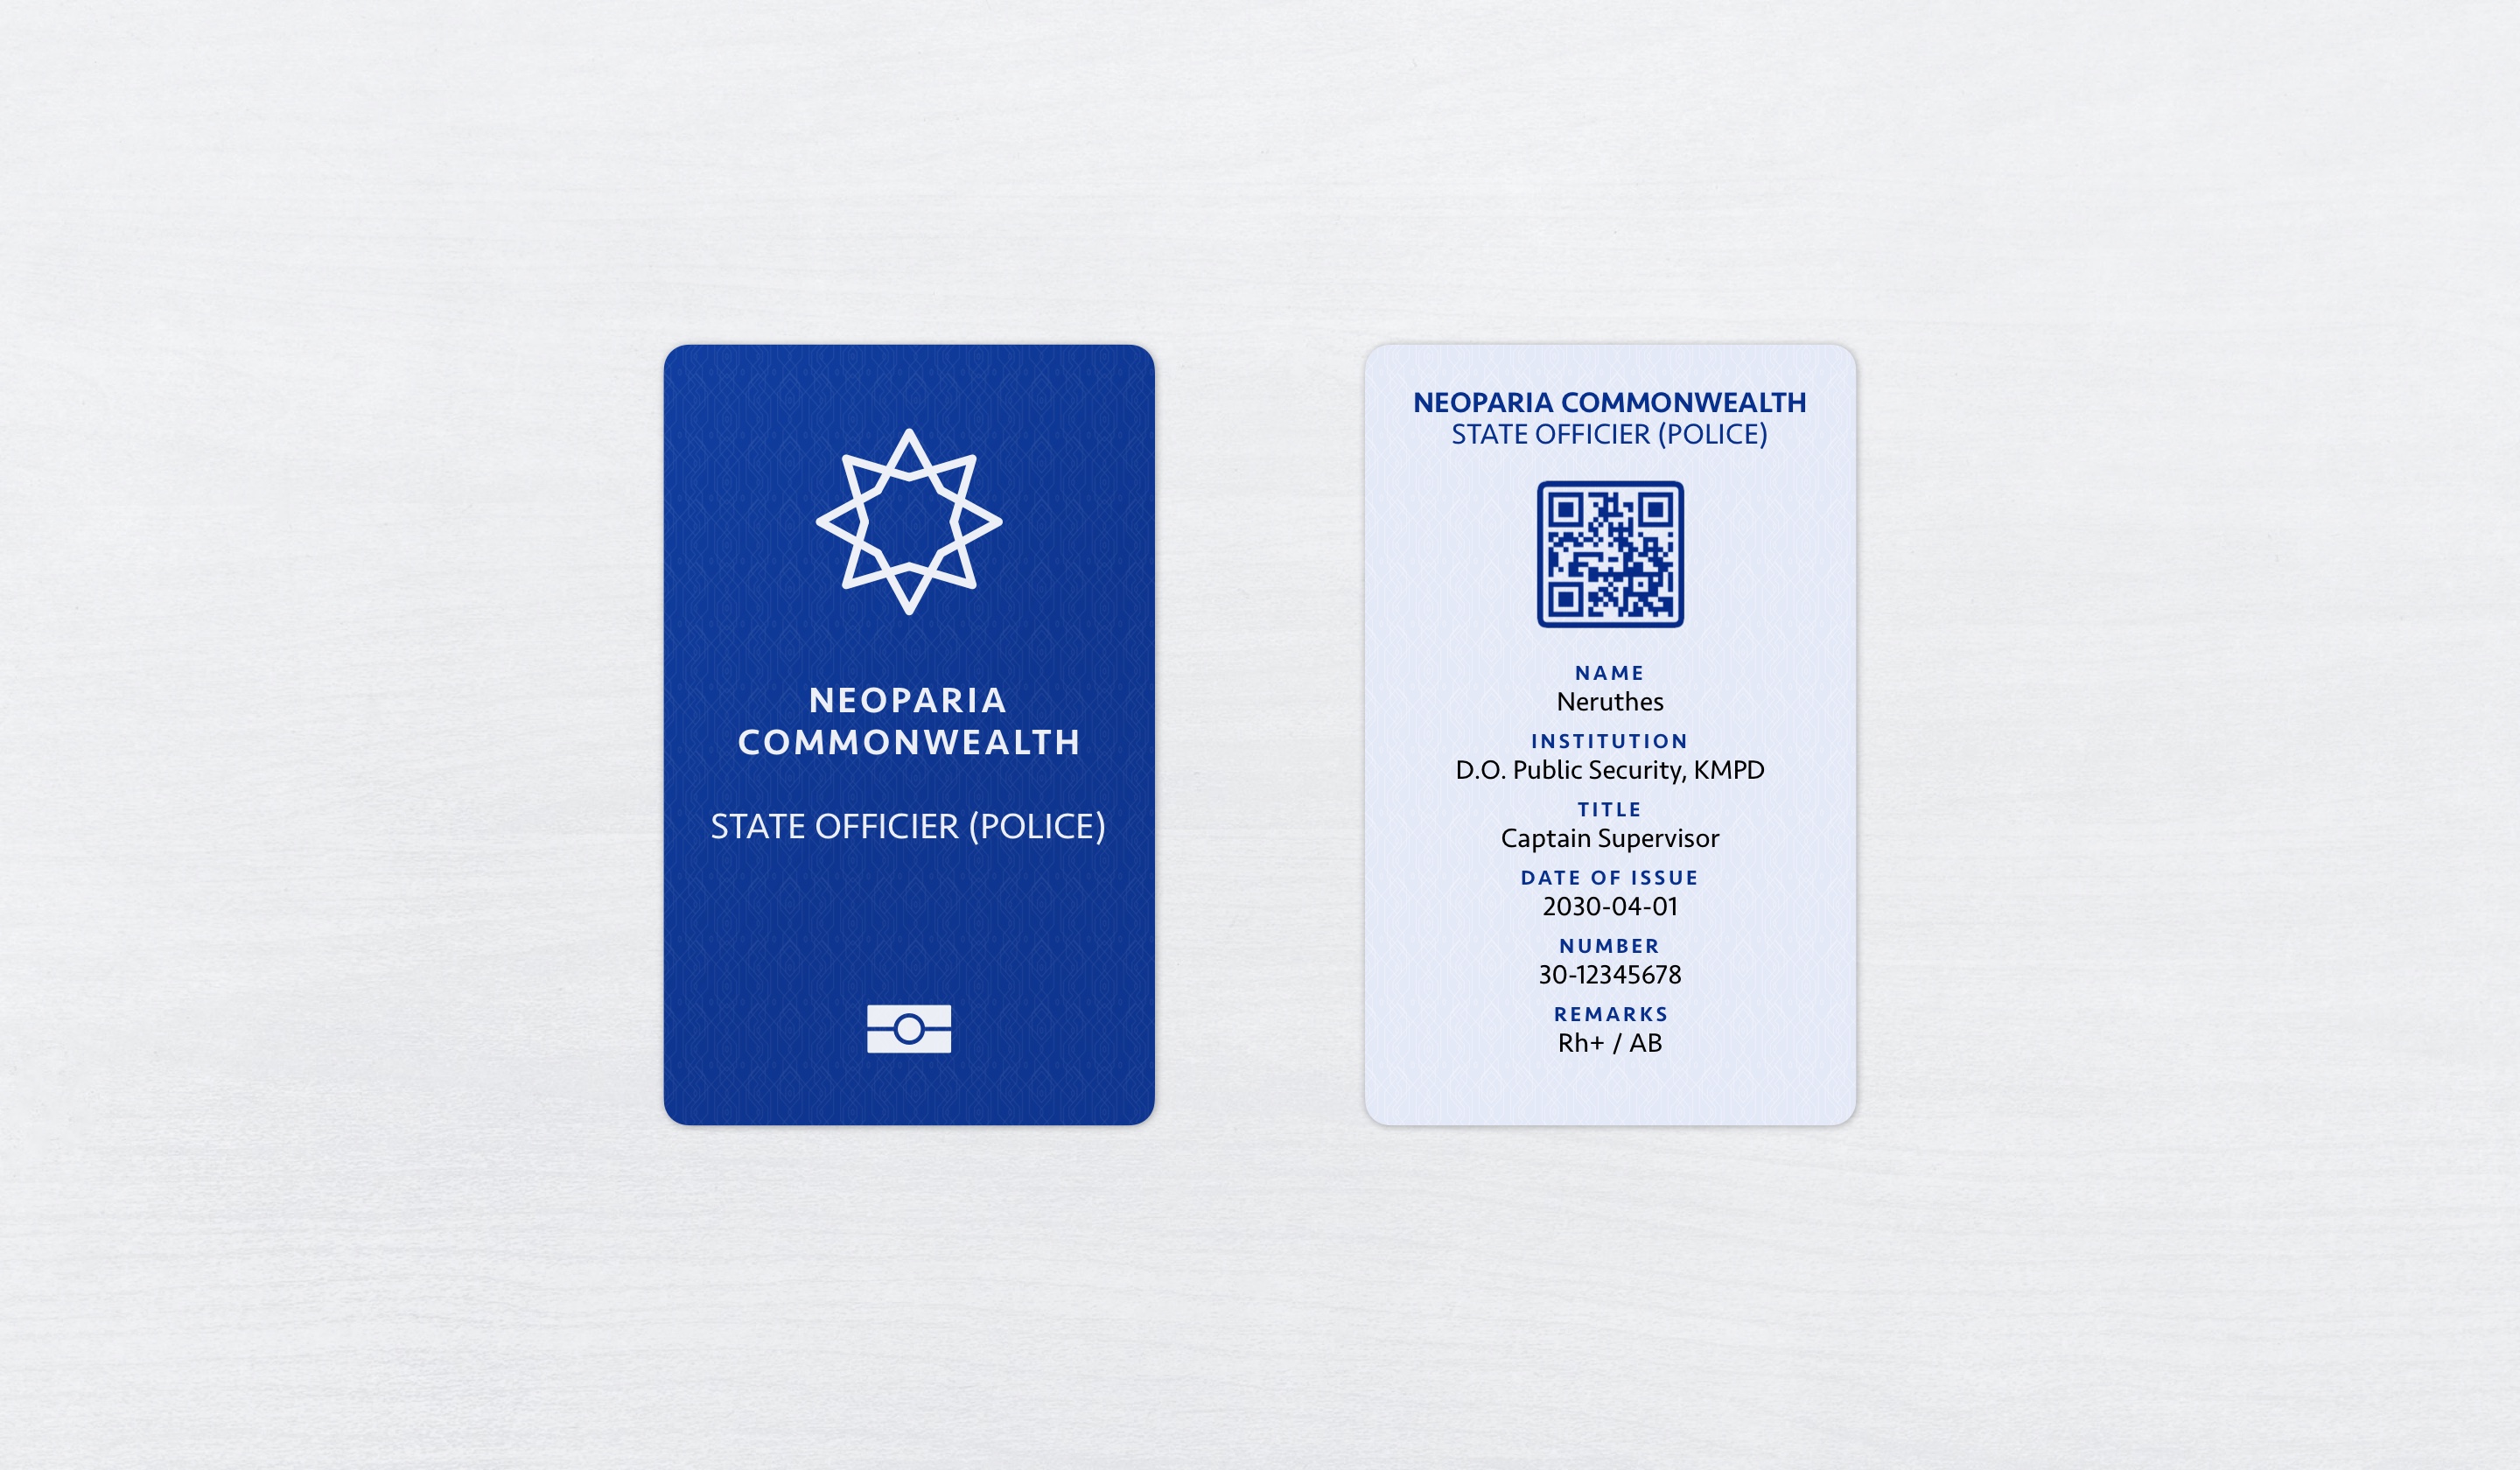 NEOPARIA
COMMONWEALTH
STATE OFFICIER (POLICE)
NEOPARIA COMMONWEALTH
STATE OFFICIER (POLICE)
NAME
Neruthes
INSTITUTION
D.O. Public Security, KMPD
TITLE
Captain Supervisor
DATE OF ISSUE
2030-04-01
NUMBER
30-12345678
REMARKS
Rh+ / AB